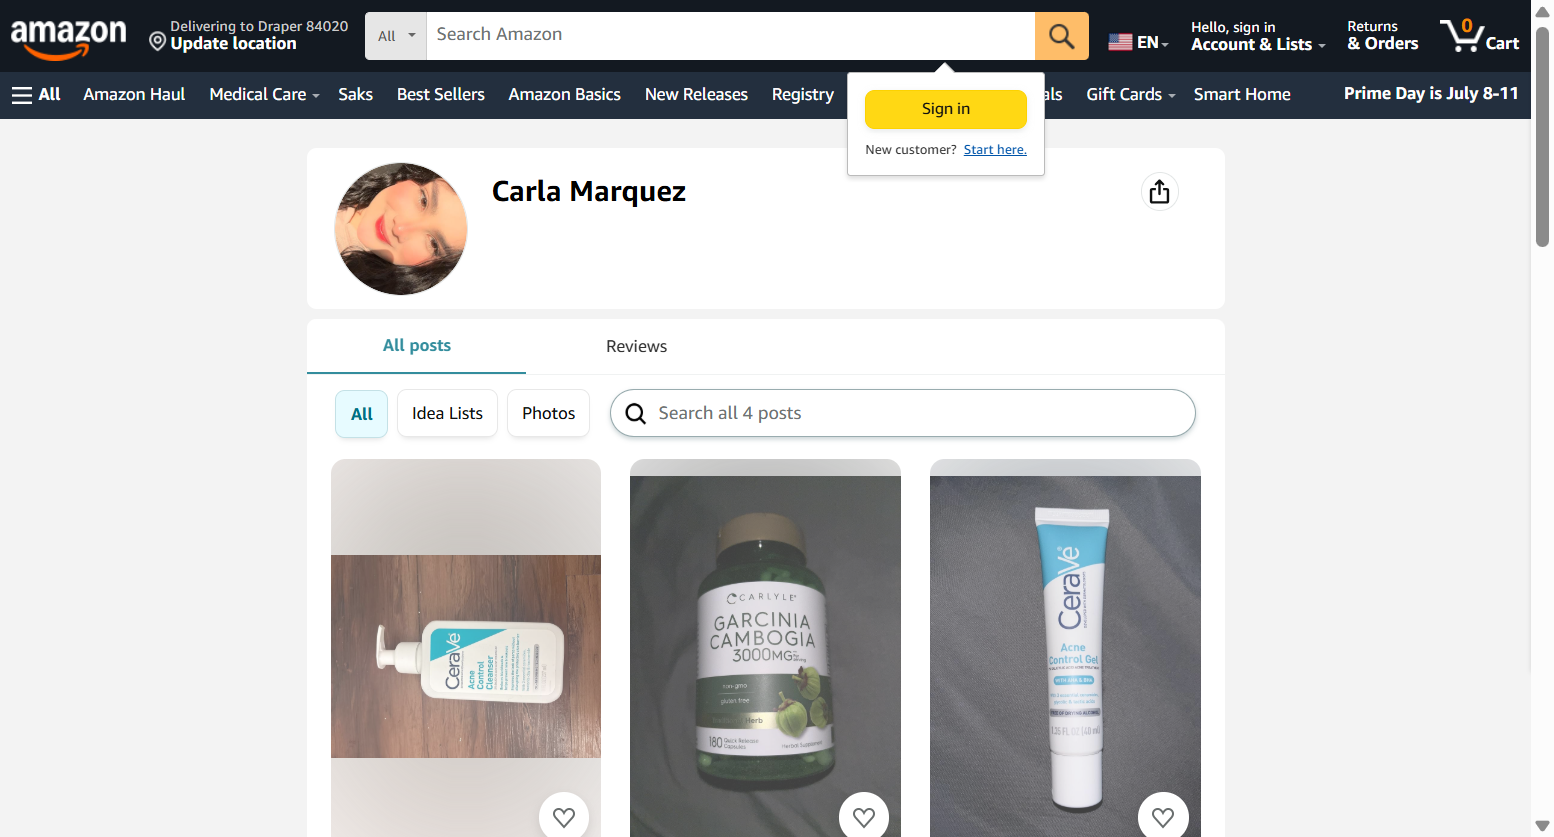 amazon
Delivering to Draper 84020
Update location
All
Search Amazon
EN
Hello, sign in
Account & Lists
Returns
& Orders
0
Cart
All
Amazon Haul
Medical Care
Saks
Best Sellers
Amazon Basics
New Releases
Registry
als
Gift Cards
Smart Home
Prime Day is July 8-11
Sign in
New customer? Start here.
Carla Marquez
All posts
Reviews
All
Idea Lists
Photos
Search all 4 posts
CeraVe
Acne
Control
Cleanser
CARLYLE
GARCINIA
CAMBOGIA
3000MG
non-gmo
gluten free
Herb
180 Quick Release
Capsules
Herbal Supplement
CeraVe
Acne
Control Gel
WITH AHA & BHA
1.35 FL OZ (40 ml)